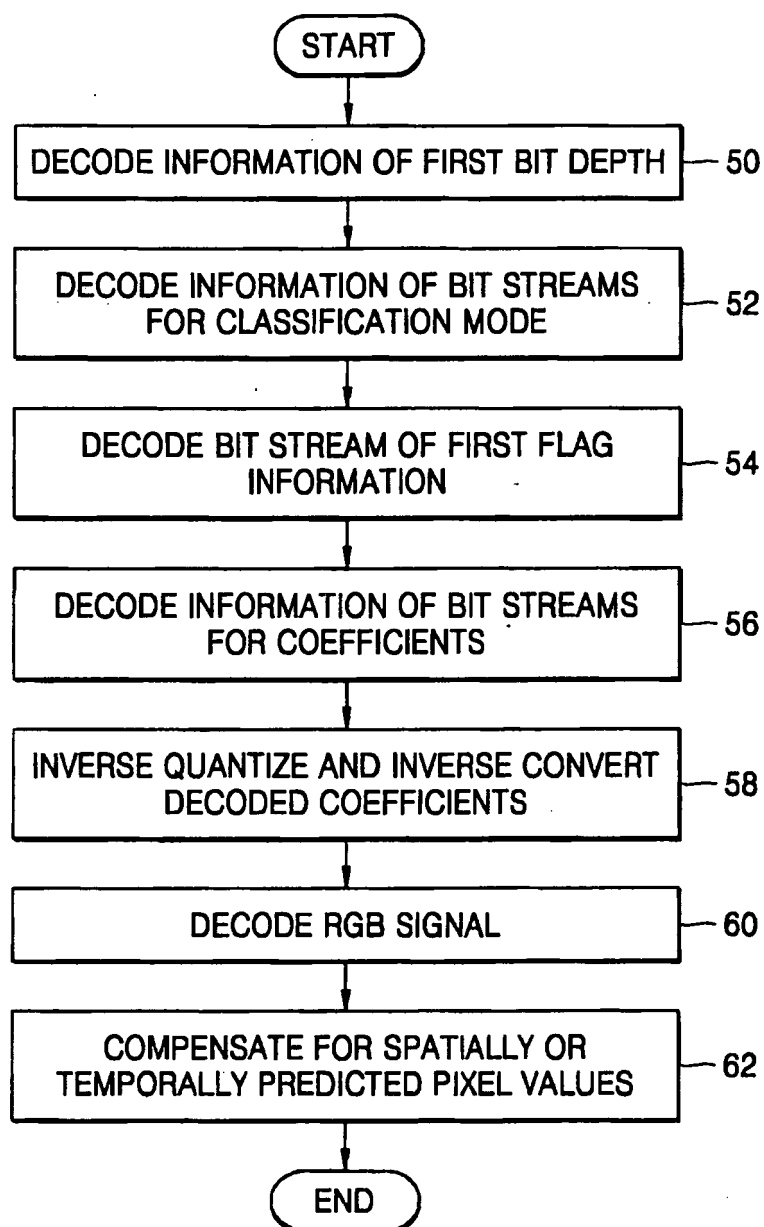 START
DECODE INFORMATION OF FIRST BIT DEPTH
50
DECODE INFORMATION OF BIT STREAMS
FOR CLASSIFICATION MODE
52
DECODE BIT STREAM OF FIRST FLAG
INFORMATION
54
DECODE INFORMATION OF BIT STREAMS
FOR COEFFICIENTS
56
INVERSE QUANTIZE AND INVERSE CONVERT
DECODED COEFFICIENTS
58
DECODE RGB SIGNAL
60
COMPENSATE FOR SPATIALLY OR
TEMPORALLY PREDICTED PIXEL VALUES
62
END